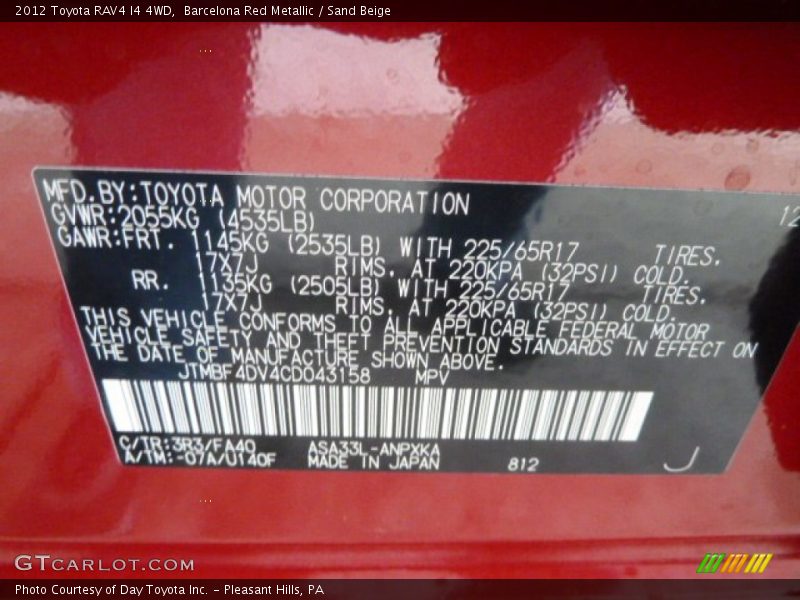 2012 Toyota RAV4 I4 4WD,  Barcelona Red Metallic / Sand Beige
MFD.BY:TOYOTA MOTOR CORPORATION 12
GVWR:2055KG (4535LB)
GAWR:FRT. 1145KG (2535LB) WITH 225/65R17 TIRES.
17X7J RIMS. AT 220KPA (32PSI) COLD.
RR. 1135KG (2505LB) WITH 225/65R17 TIRES.
17X7J RIMS. AT 220KPA (32PSI) COLD.
THIS VEHICLE CONFORMS TO ALL APPLICABLE FEDERAL MOTOR
VEHICLE SAFETY AND THEFT PREVENTION STANDARDS IN EFFECT ON
THE DATE OF MANUFACTURE SHOWN ABOVE.
JTMBF4DV4CD043158 MPV
C/TR:3R3/FA40 ASA33L-ANPXKA
A/TM:-07A/U140F MADE IN JAPAN 812 J
GTCARLOT.COM
Photo Courtesy of Day Toyota Inc. - Pleasant Hills, PA